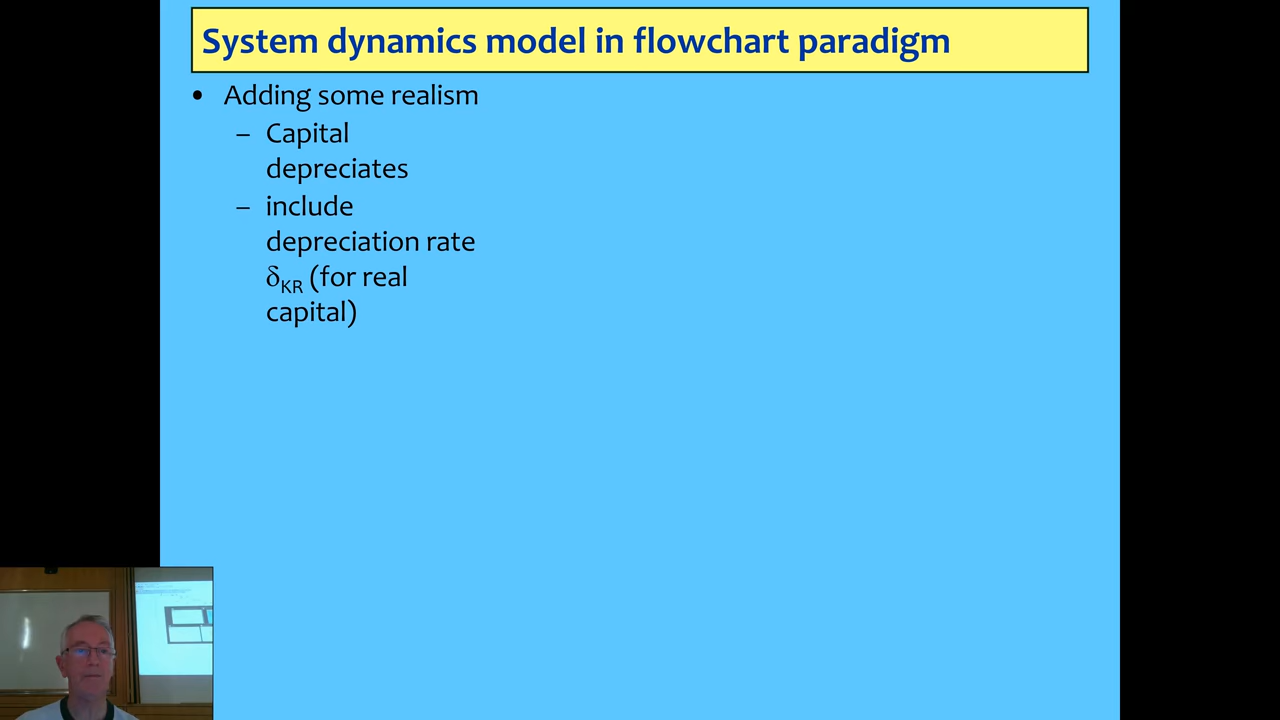 System dynamics model in flowchart paradigm
• Adding some realism
– Capital
depreciates
– include
depreciation rate
δKR (for real
capital)